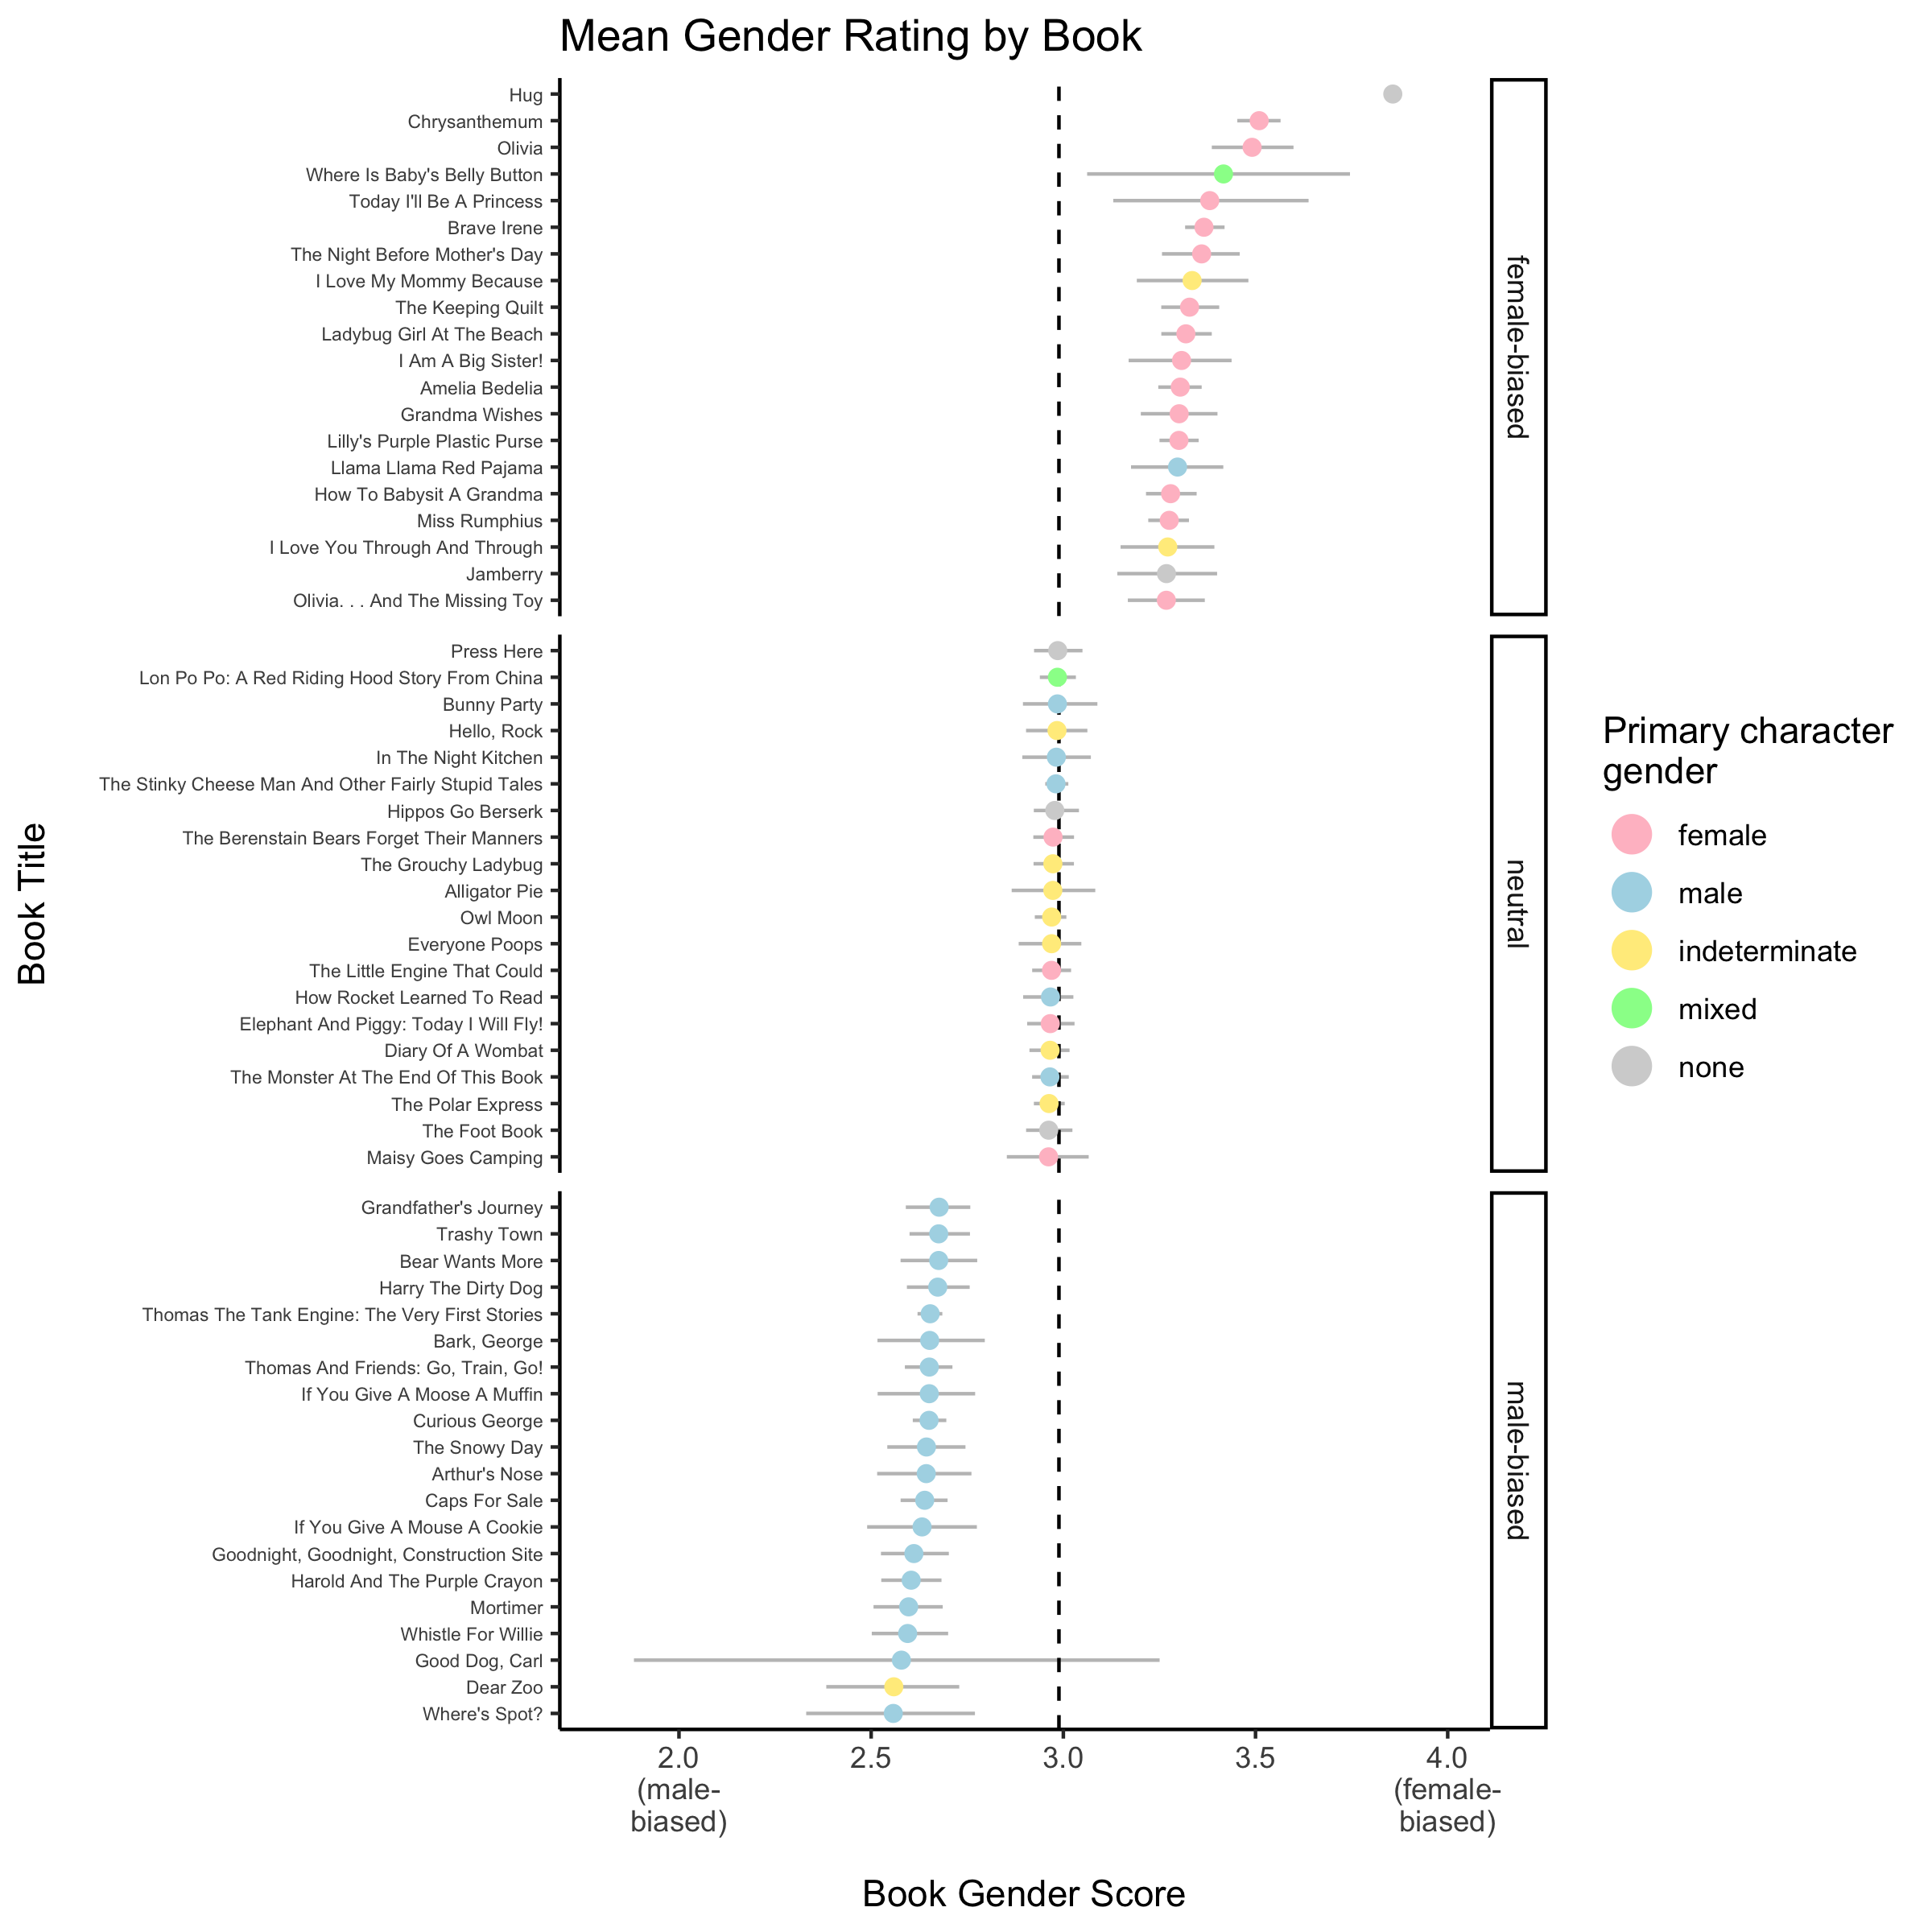 Mean Gender Rating by Book
Hug
Chrysanthemum
Olivia
Where Is Baby's Belly Button
Today I'll Be A Princess
Brave Irene
The Night Before Mother's Day
I Love My Mommy Because
The Keeping Quilt
Ladybug Girl At The Beach
I Am A Big Sister!
Amelia Bedelia
Grandma Wishes
Lilly's Purple Plastic Purse
Llama Llama Red Pajama
How To Babysit A Grandma
Miss Rumphius
I Love You Through And Through
Jamberry
Olivia. . . And The Missing Toy
female-biased
Press Here
Lon Po Po: A Red Riding Hood Story From China
Bunny Party
Hello, Rock
In The Night Kitchen
The Stinky Cheese Man And Other Fairly Stupid Tales
Hippos Go Berserk
The Berenstain Bears Forget Their Manners
The Grouchy Ladybug
Alligator Pie
Owl Moon
Everyone Poops
The Little Engine That Could
How Rocket Learned To Read
Elephant And Piggy: Today I Will Fly!
Diary Of A Wombat
The Monster At The End Of This Book
The Polar Express
The Foot Book
Maisy Goes Camping
neutral
Grandfather's Journey
Trashy Town
Bear Wants More
Harry The Dirty Dog
Thomas The Tank Engine: The Very First Stories
Bark, George
Thomas And Friends: Go, Train, Go!
If You Give A Moose A Muffin
Curious George
The Snowy Day
Arthur's Nose
Caps For Sale
If You Give A Mouse A Cookie
Goodnight, Goodnight, Construction Site
Harold And The Purple Crayon
Mortimer
Whistle For Willie
Good Dog, Carl
Dear Zoo
Where's Spot?
male-biased
Book Title
2.0
(male-
biased)
2.5
3.0
3.5
4.0
(female-
biased)
Book Gender Score
Primary character
gender
female
male
indeterminate
mixed
none